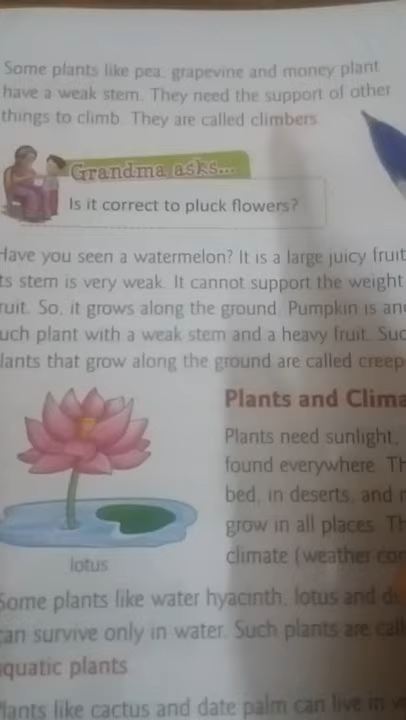 Some plants like pea, grapevine and money plant
have a weak stem. They need the support of other
things to climb. They are called climbers.
Grandma asks...
Is it correct to pluck flowers?
Have you seen a watermelon? It is a large juicy fruit
ts stem is very weak. It cannot support the weight
ruit. So, it grows along the ground. Pumpkin is
uch plant with a weak stem and a heavy fruit. Suc
lants that grow along the ground are called creep
Plants and Clima
Plants need sunlight,
found everywhere. Th
bed, in deserts, and
grow in all places. Th
climate (weather con
lotus
Some plants like water hyacinth, lotus and
can survive only in water. Such plants are call
aquatic plants
lants like cactus and date palm can live in